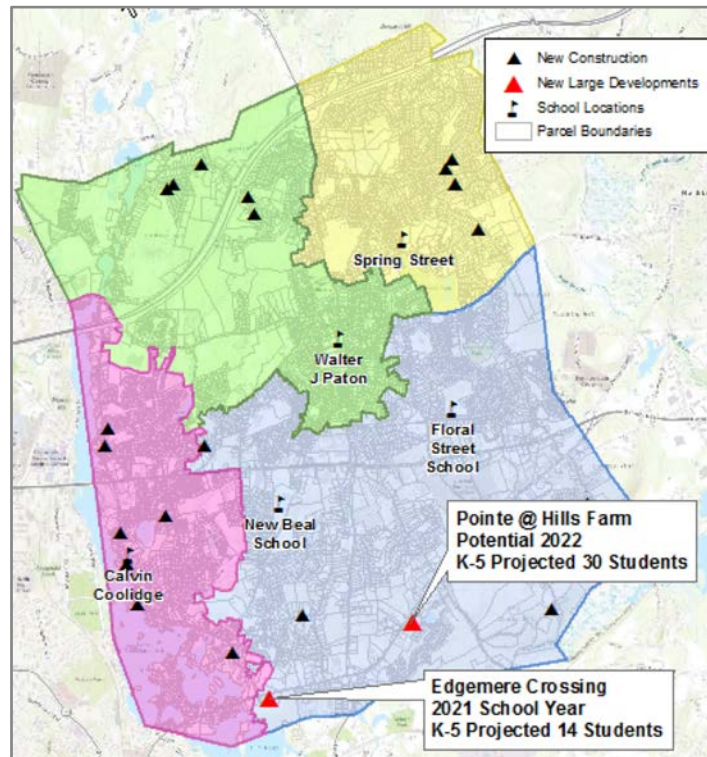 New Construction
New Large Developments
School Locations
Parcel Boundaries
Spring Street
Walter
J Paton
Floral
Street
School
New Beal
School
Calvin
Coolidge
Pointe @ Hills Farm
Potential 2022
K-5 Projected 30 Students
Edgemere Crossing
2021 School Year
K-5 Projected 14 Students